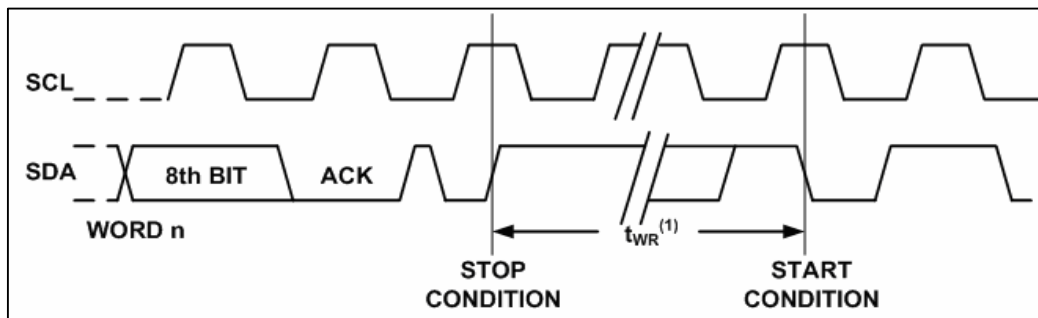 SCL
SDA
8th BIT
ACK
WORD n
tWR(1)
STOP
CONDITION
START
CONDITION